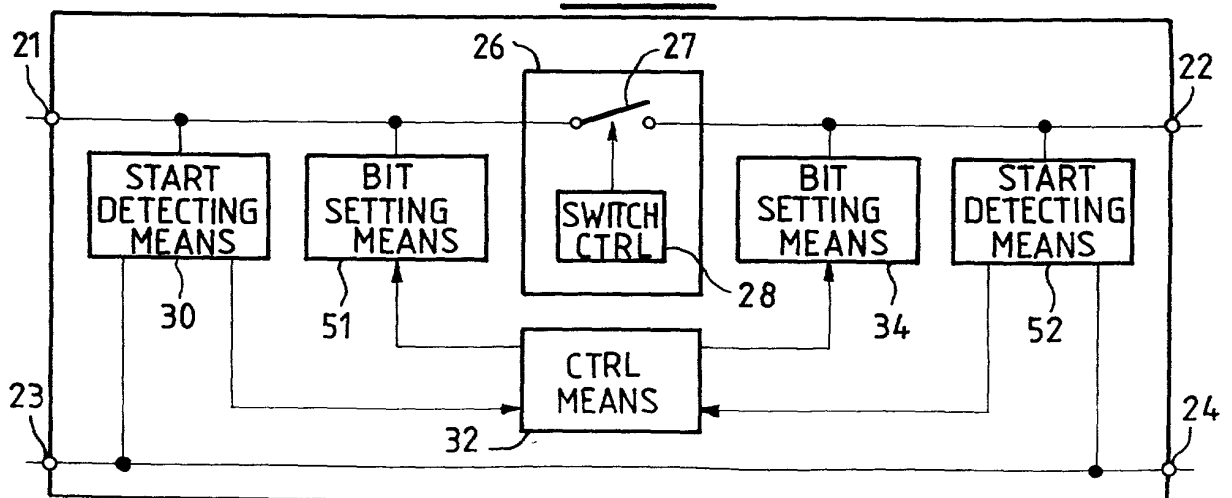 21
26
27
22
START
DETECTING
MEANS
BIT
SETTING
MEANS
SWITCH
CTRL
BIT
SETTING
MEANS
START
DETECTING
MEANS
30
51
28
34
52
CTRL
MEANS
23
32
24